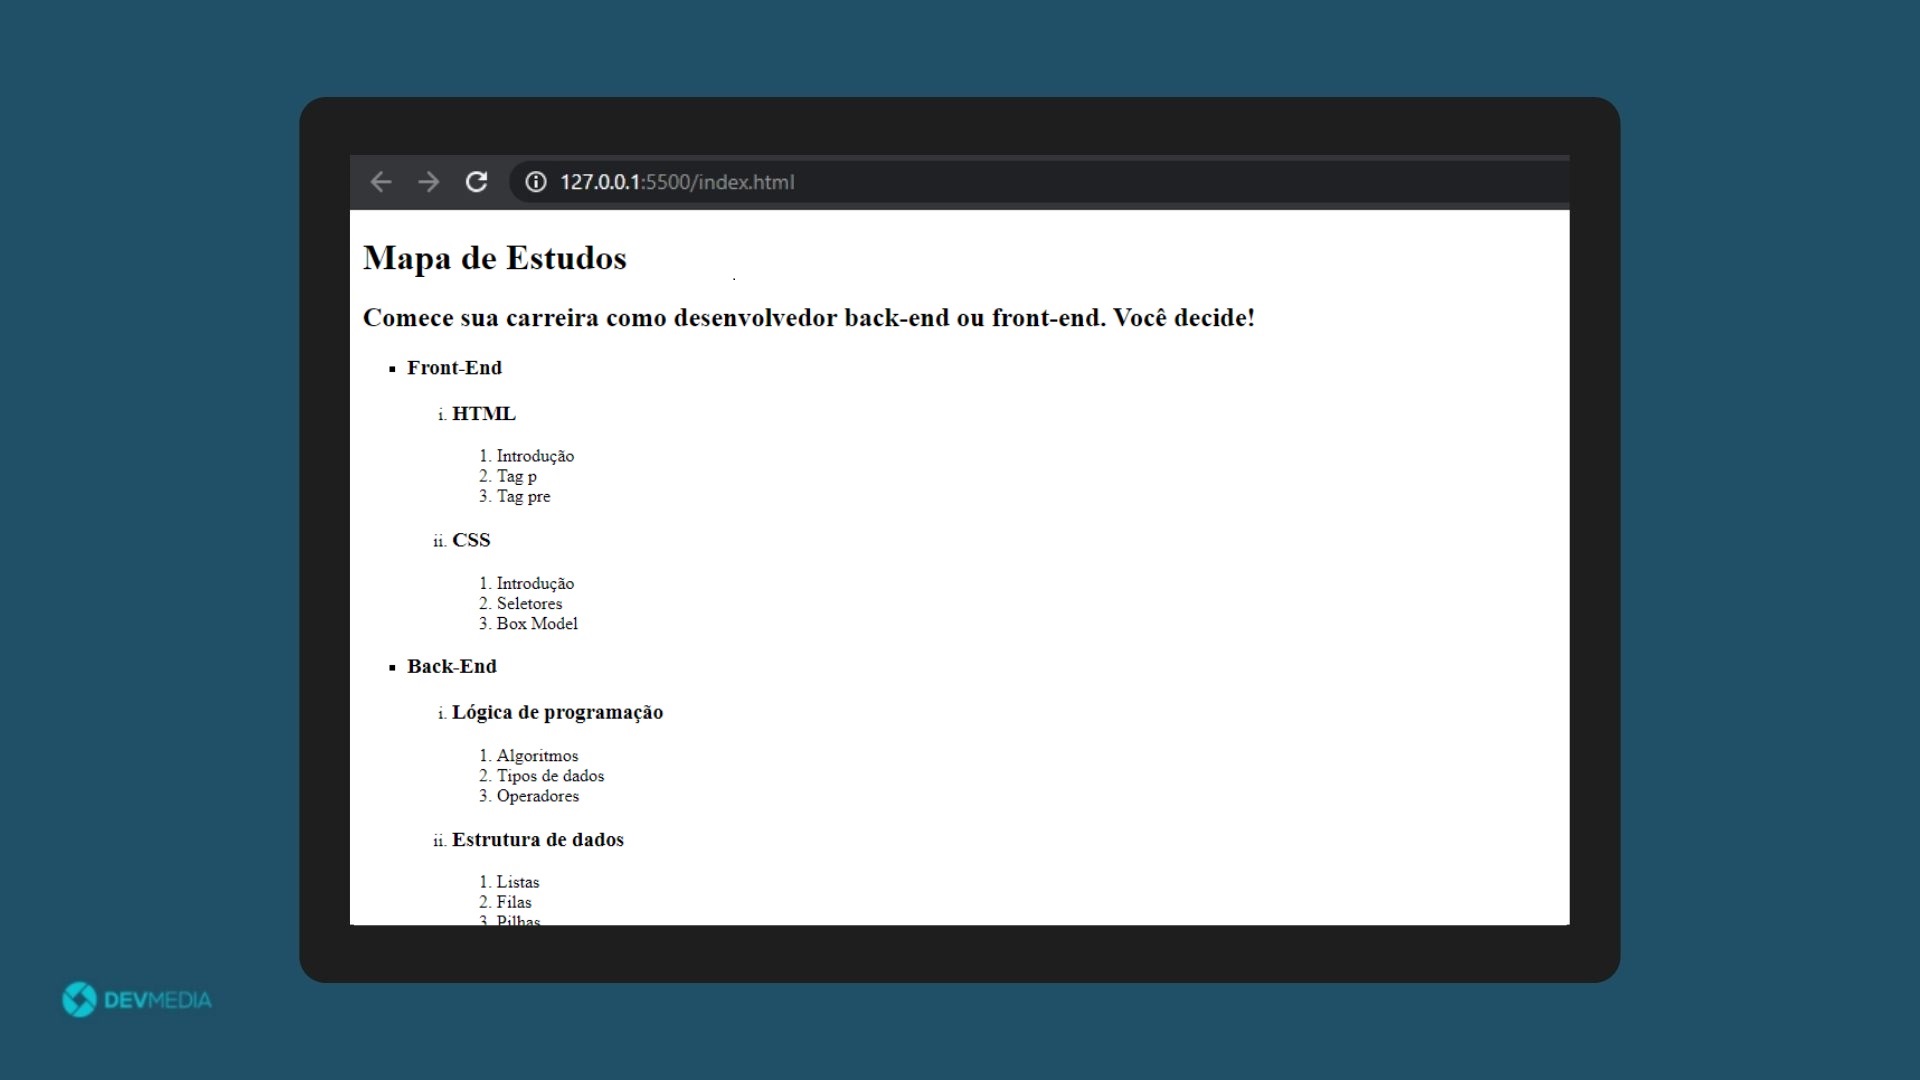 127.0.0.1:5500/index.html
Mapa de Estudos
Comece sua carreira como desenvolvedor back-end ou front-end. Você decide!
▪ Front-End
i. HTML
1. Introdução
2. Tag p
3. Tag pre
ii. CSS
1. Introdução
2. Seletores
3. Box Model
▪ Back-End
i. Lógica de programação
1. Algoritmos
2. Tipos de dados
3. Operadores
ii. Estrutura de dados
1. Listas
2. Filas
3. Pilhas
DEVMEDIA